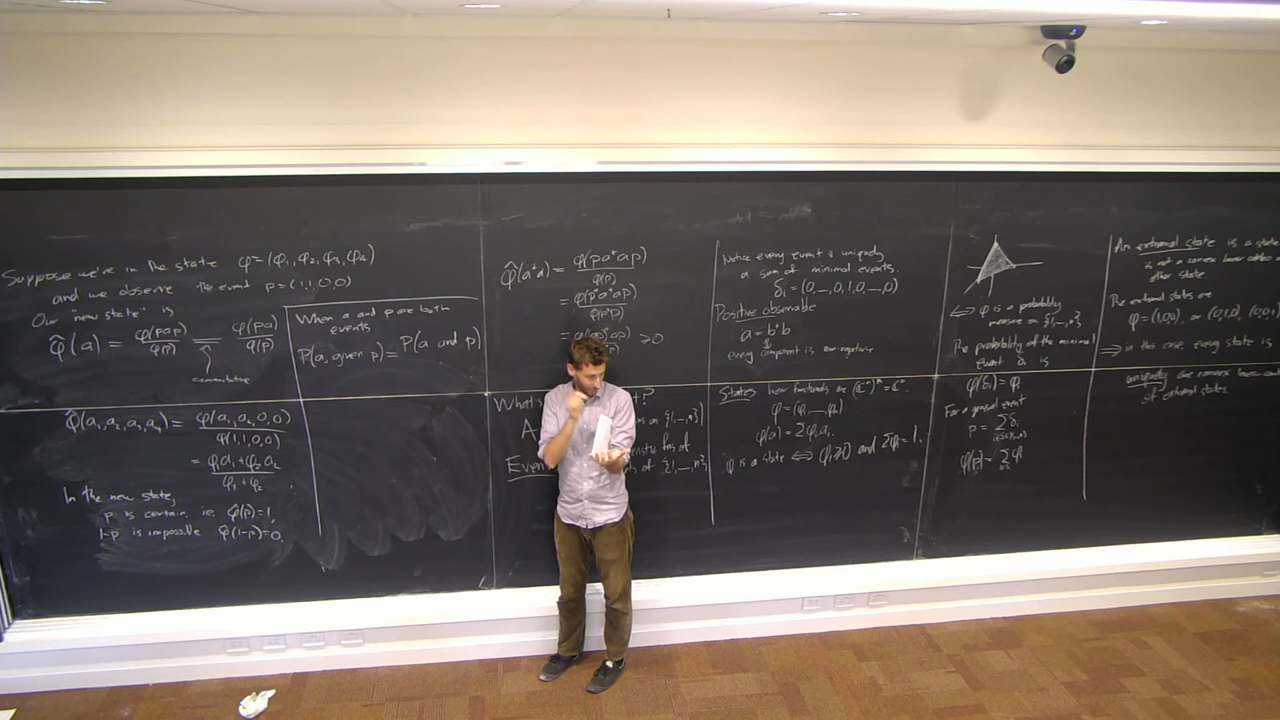 Suppose we're in the state φ = (φ₁, φ₂, φ₃, φ₄)
and we observe the event p = (1,1,0,0)
Our "new state" is
φ̂(a) = φ(pap)/φ(p) = φ(pa)/φ(p)
commutative
When a and p are both
events
P(a, given p) = P(a and p)
φ̂(a₁,a₂,a₃,a₄) = φ(a₁,a₂,0,0)/φ(1,1,0,0)
= φ₁a₁+φ₂a₂/φ₁+φ₂
In the new state,
p is certain, i.e. φ̂(p)=1,
1-p is impossible φ̂(1-p)=0.
φ̂(a*a) = φ(pa*ap)/φ(p)
= φ(p*a*ap)/φ(p*p)
≥0
What's
Notice every event is uniquely
a sum of minimal events.
δᵢ = (0,…,0,1,0,…,0)
Positive observable
a = b*b
every component is non-negative
States linear functionals are (ℂⁿ)* = ℂⁿ.
φ = (φ₁,…,φₙ)
φ(a) = Σφᵢaᵢ
φ is a state ⟺ φᵢ≥0 and Σφᵢ=1.
⟺ φ is a probability
measure on {1,…,n}
The probability of the minimal
event δᵢ is
φ(δᵢ) = φᵢ
For a general event
p = Σδᵢ
φ(p) = Σφᵢ
An extremal state is a state
is not a convex linear combo
other state.
The extremal states are
φ = (1,0,0), or (0,1,0), (0,0,1)
⟹ in this case every state is
uniquely
of extremal states.